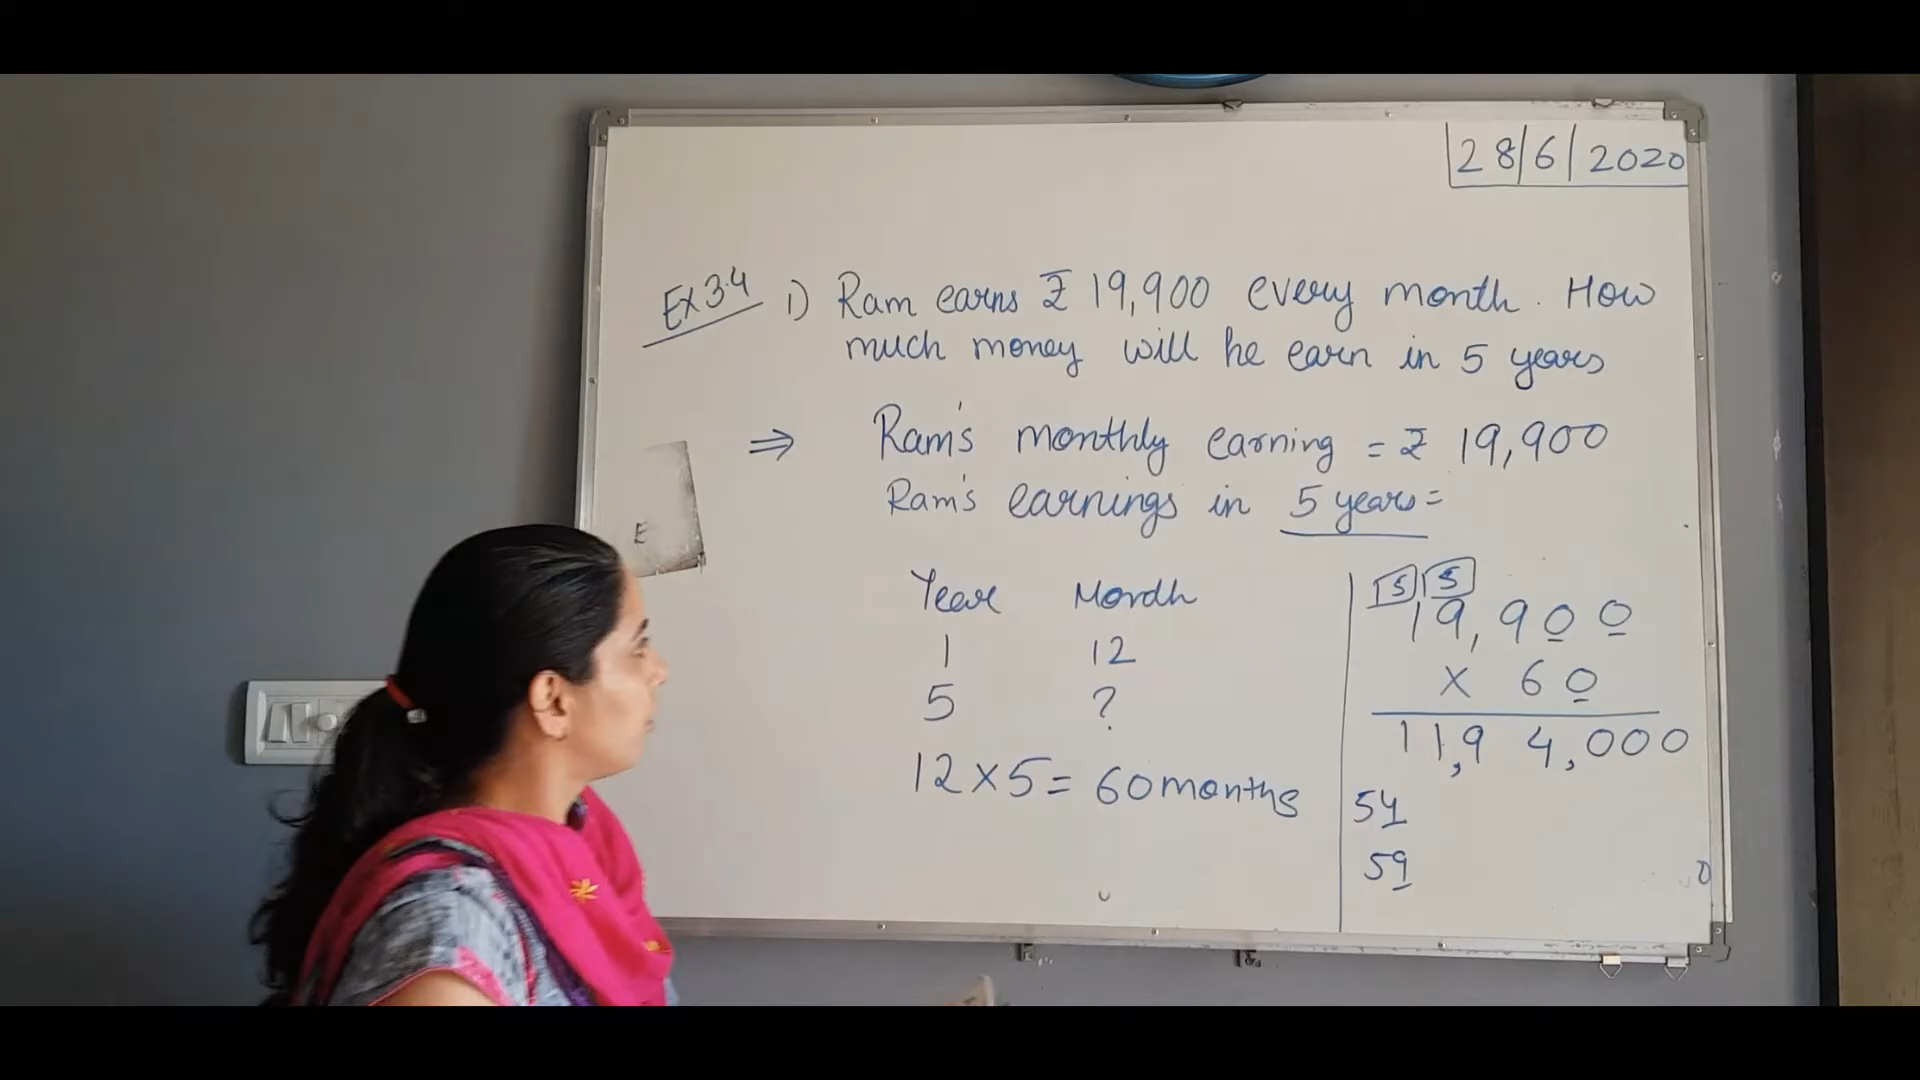 28/6/2020
Ex 3.4 1) Ram earns ₹ 19,900 every month. How
much money will he earn in 5 years
⇒ Ram's monthly earning = ₹ 19,900
Ram's earnings in 5 years =
E
Year Month
1 12
5 ?
12 x 5 = 60 months
5 5
19,900
x 60
11,94,000
54
59